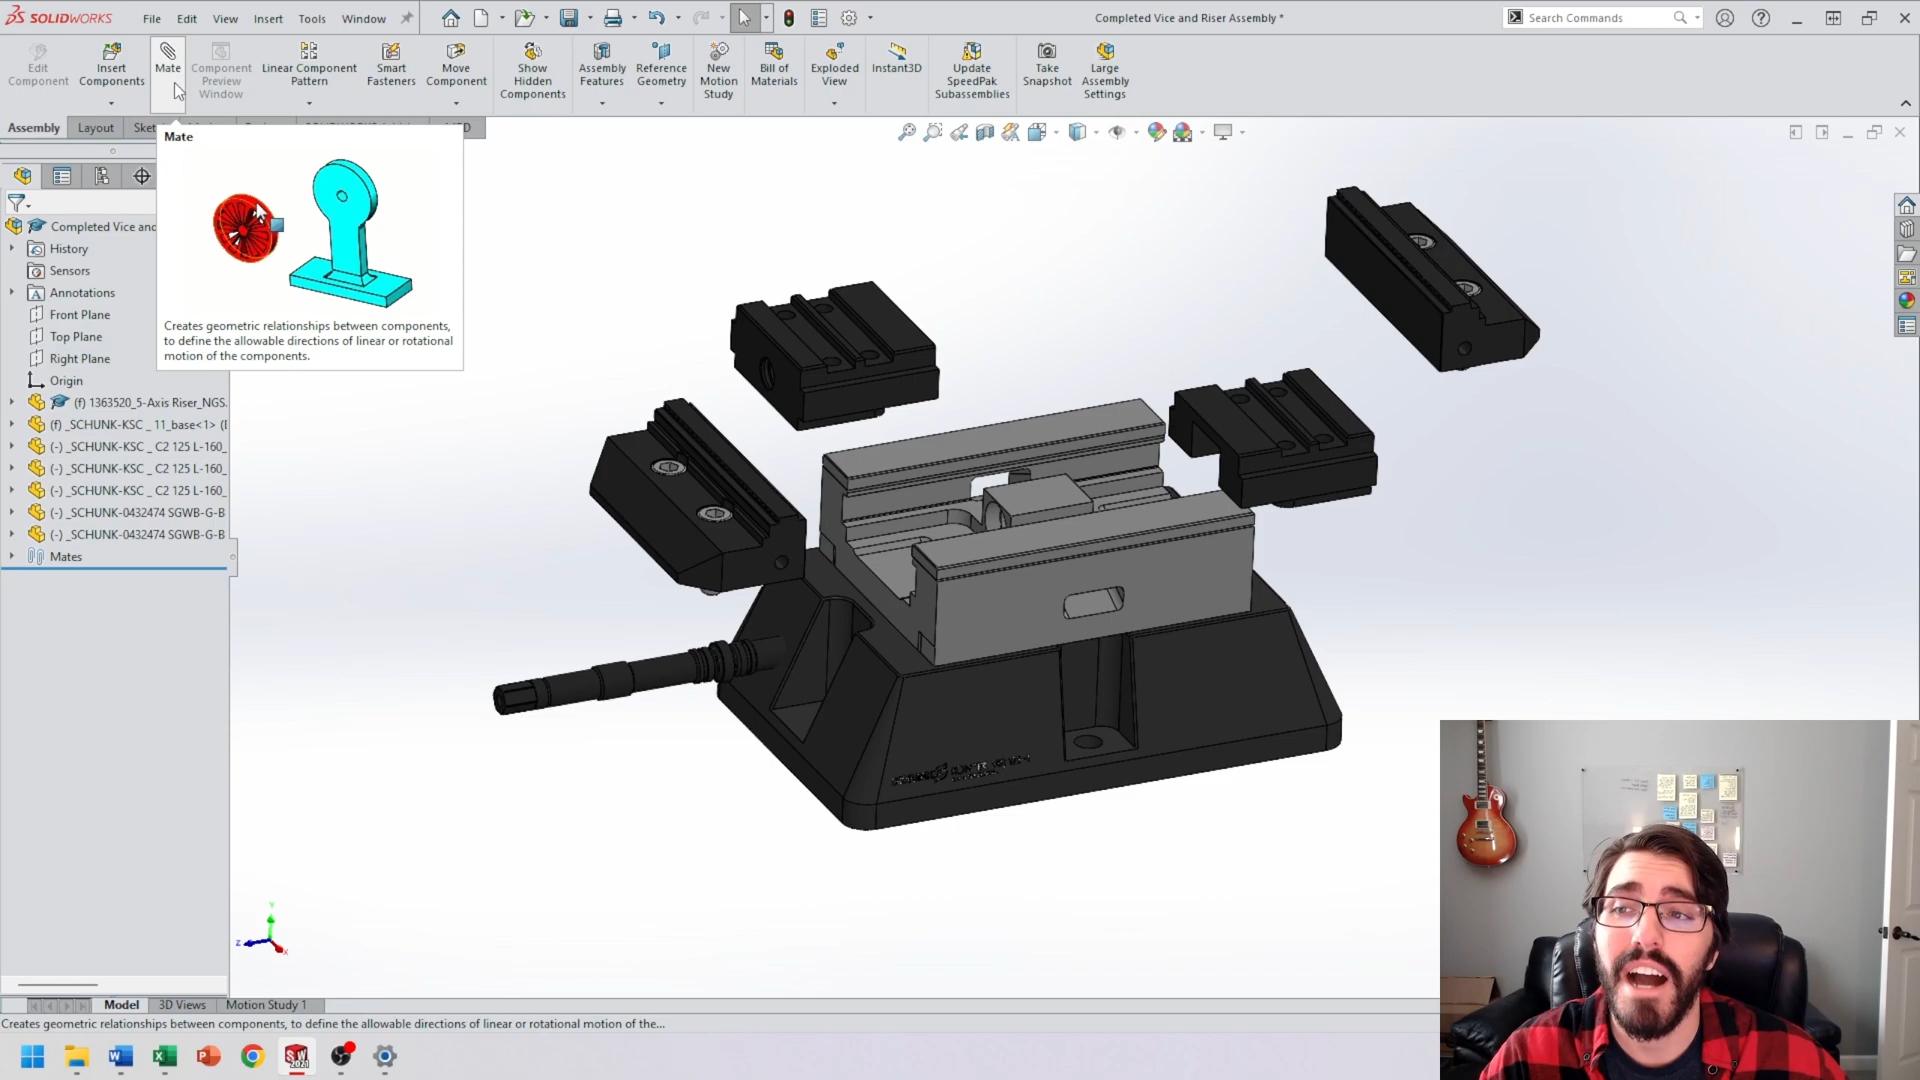 SOLIDWORKS File Edit View Insert Tools Window Completed Vice and Riser Assembly * Search Commands
Edit Component
Insert Components
Mate
Component Preview Window
Linear Component Pattern
Smart Fasteners
Move Component
Show Hidden Components
Assembly Features
Reference Geometry
New Motion Study
Bill of Materials
Exploded View
Instant3D
Update SpeedPak Subassemblies
Take Snapshot
Large Assembly Settings
Assembly Layout Sket
Mate
Creates geometric relationships between components,
to define the allowable directions of linear or rotational
motion of the components.
Completed Vice and
History
Sensors
Annotations
Front Plane
Top Plane
Right Plane
Origin
(f) 1363520_5-Axis Riser_NGS.
(f) _SCHUNK-KSC _ 11_base<1> (
(-) _SCHUNK-KSC _ C2 125 L-160_
(-) _SCHUNK-KSC _ C2 125 L-160_
(-) _SCHUNK-KSC _ C2 125 L-160_
(-) _SCHUNK-0432474 SGWB-G-B
(-) _SCHUNK-0432474 SGWB-G-B
Mates
Y
Z
X
Model 3D Views Motion Study 1
Creates geometric relationships between components, to define the allowable directions of linear or rotational motion of the...